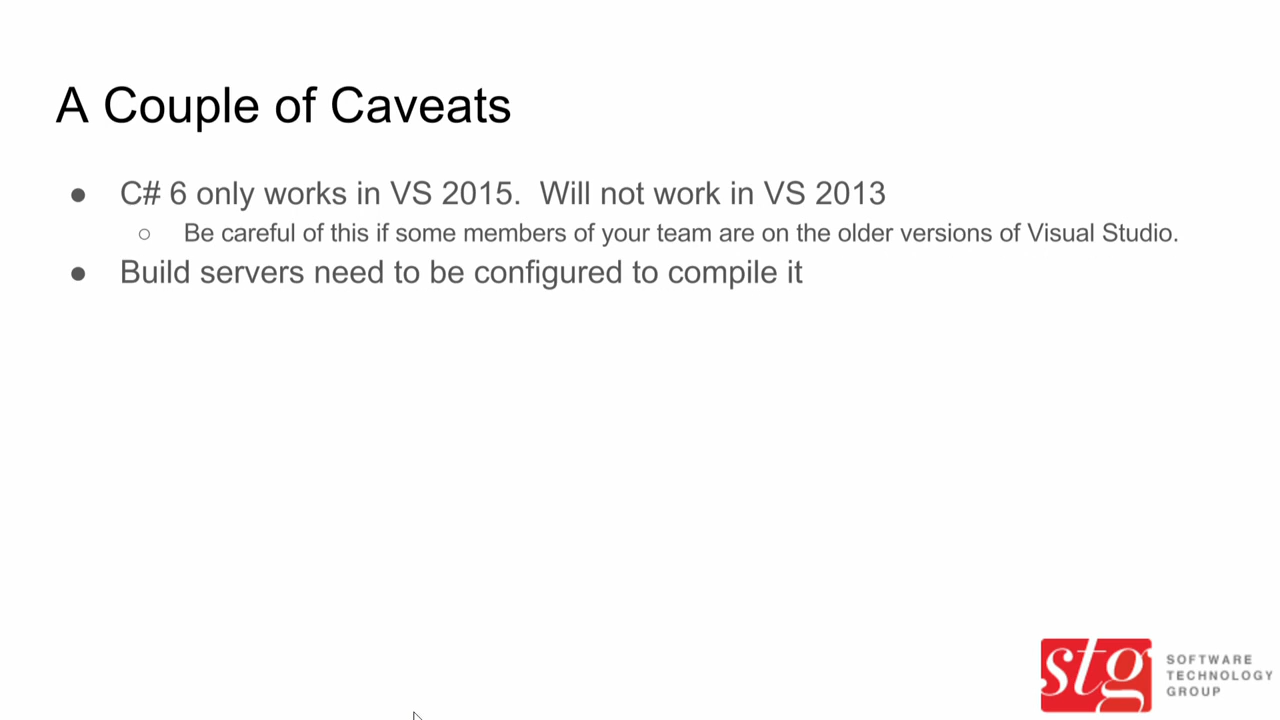 A Couple of Caveats
● C# 6 only works in VS 2015.  Will not work in VS 2013
○ Be careful of this if some members of your team are on the older versions of Visual Studio.
● Build servers need to be configured to compile it
stg
SOFTWARE
TECHNOLOGY
GROUP